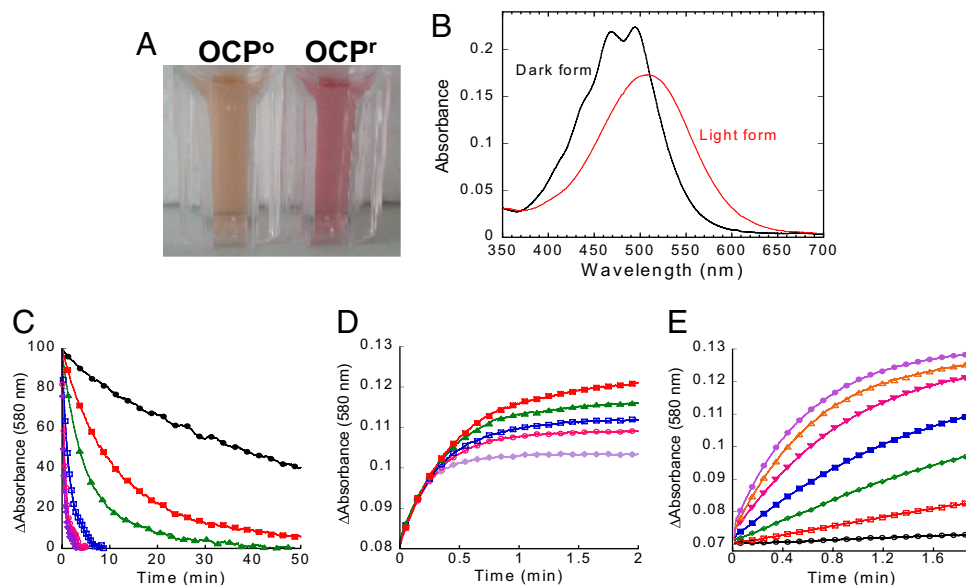 A
OCPᵒ OCPʳ
B
Absorbance
0.2
0.15
0.1
0.05
0
Dark form
Light form
350 400 450 500 550 600 650 700
Wavelength (nm)
C
ΔAbsorbance (580 nm)
100
80
60
40
20
0
0 10 20 30 40 50
Time (min)
D
ΔAbsorbance (580 nm)
0.13
0.12
0.11
0.1
0.09
0.08
0 0.5 1 1.5 2
Time (min)
E
ΔAbsorbance (580 nm)
0.13
0.12
0.11
0.1
0.09
0.08
0.07
0 0.4 0.8 1.2 1.6
Time (min)